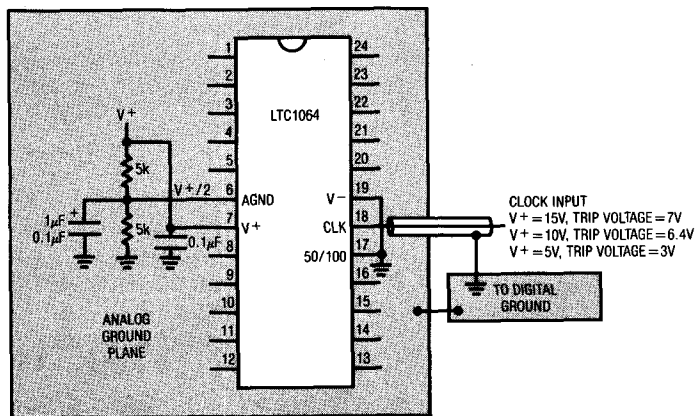 LTC1064
1
2
3
4
5
6
7
8
9
10
11
12
24
23
22
21
20
19
18
17
16
15
14
13
V+
5k
V+/2
5k
1μF
+
0.1μF
0.1μF
AGND
V+
V−
CLK
50/100
ANALOG
GROUND
PLANE
CLOCK INPUT
V+ = 15V, TRIP VOLTAGE = 7V
V+ = 10V, TRIP VOLTAGE = 6.4V
V+ = 5V, TRIP VOLTAGE = 3V
TO DIGITAL
GROUND